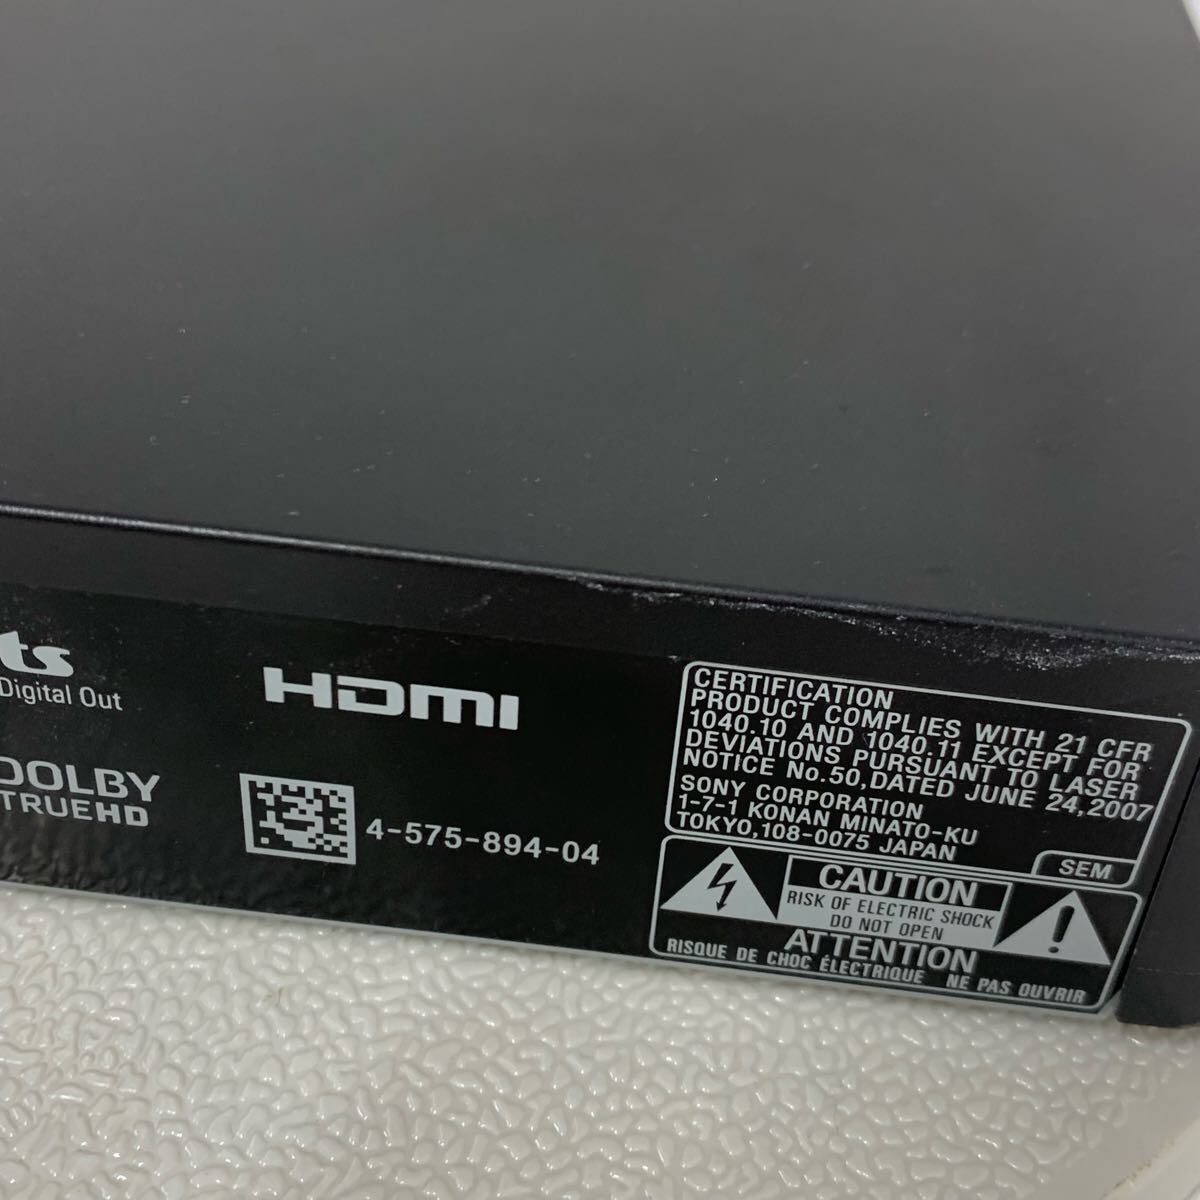 ts
Digital Out
HDMI
DOLBY
TRUEHD
4-575-894-04
CERTIFICATION
PRODUCT COMPLIES WITH 21 CFR
1040.10 AND 1040.11 EXCEPT FOR
DEVIATIONS PURSUANT TO LASER
NOTICE No.50,DATED JUNE 24,2007
SONY CORPORATION
1-7-1 KONAN MINATO-KU
TOKYO,108-0075 JAPAN
SEM
CAUTION
RISK OF ELECTRIC SHOCK
DO NOT OPEN
ATTENTION
RISQUE DE CHOC ÉLECTRIQUE NE PAS OUVRIR